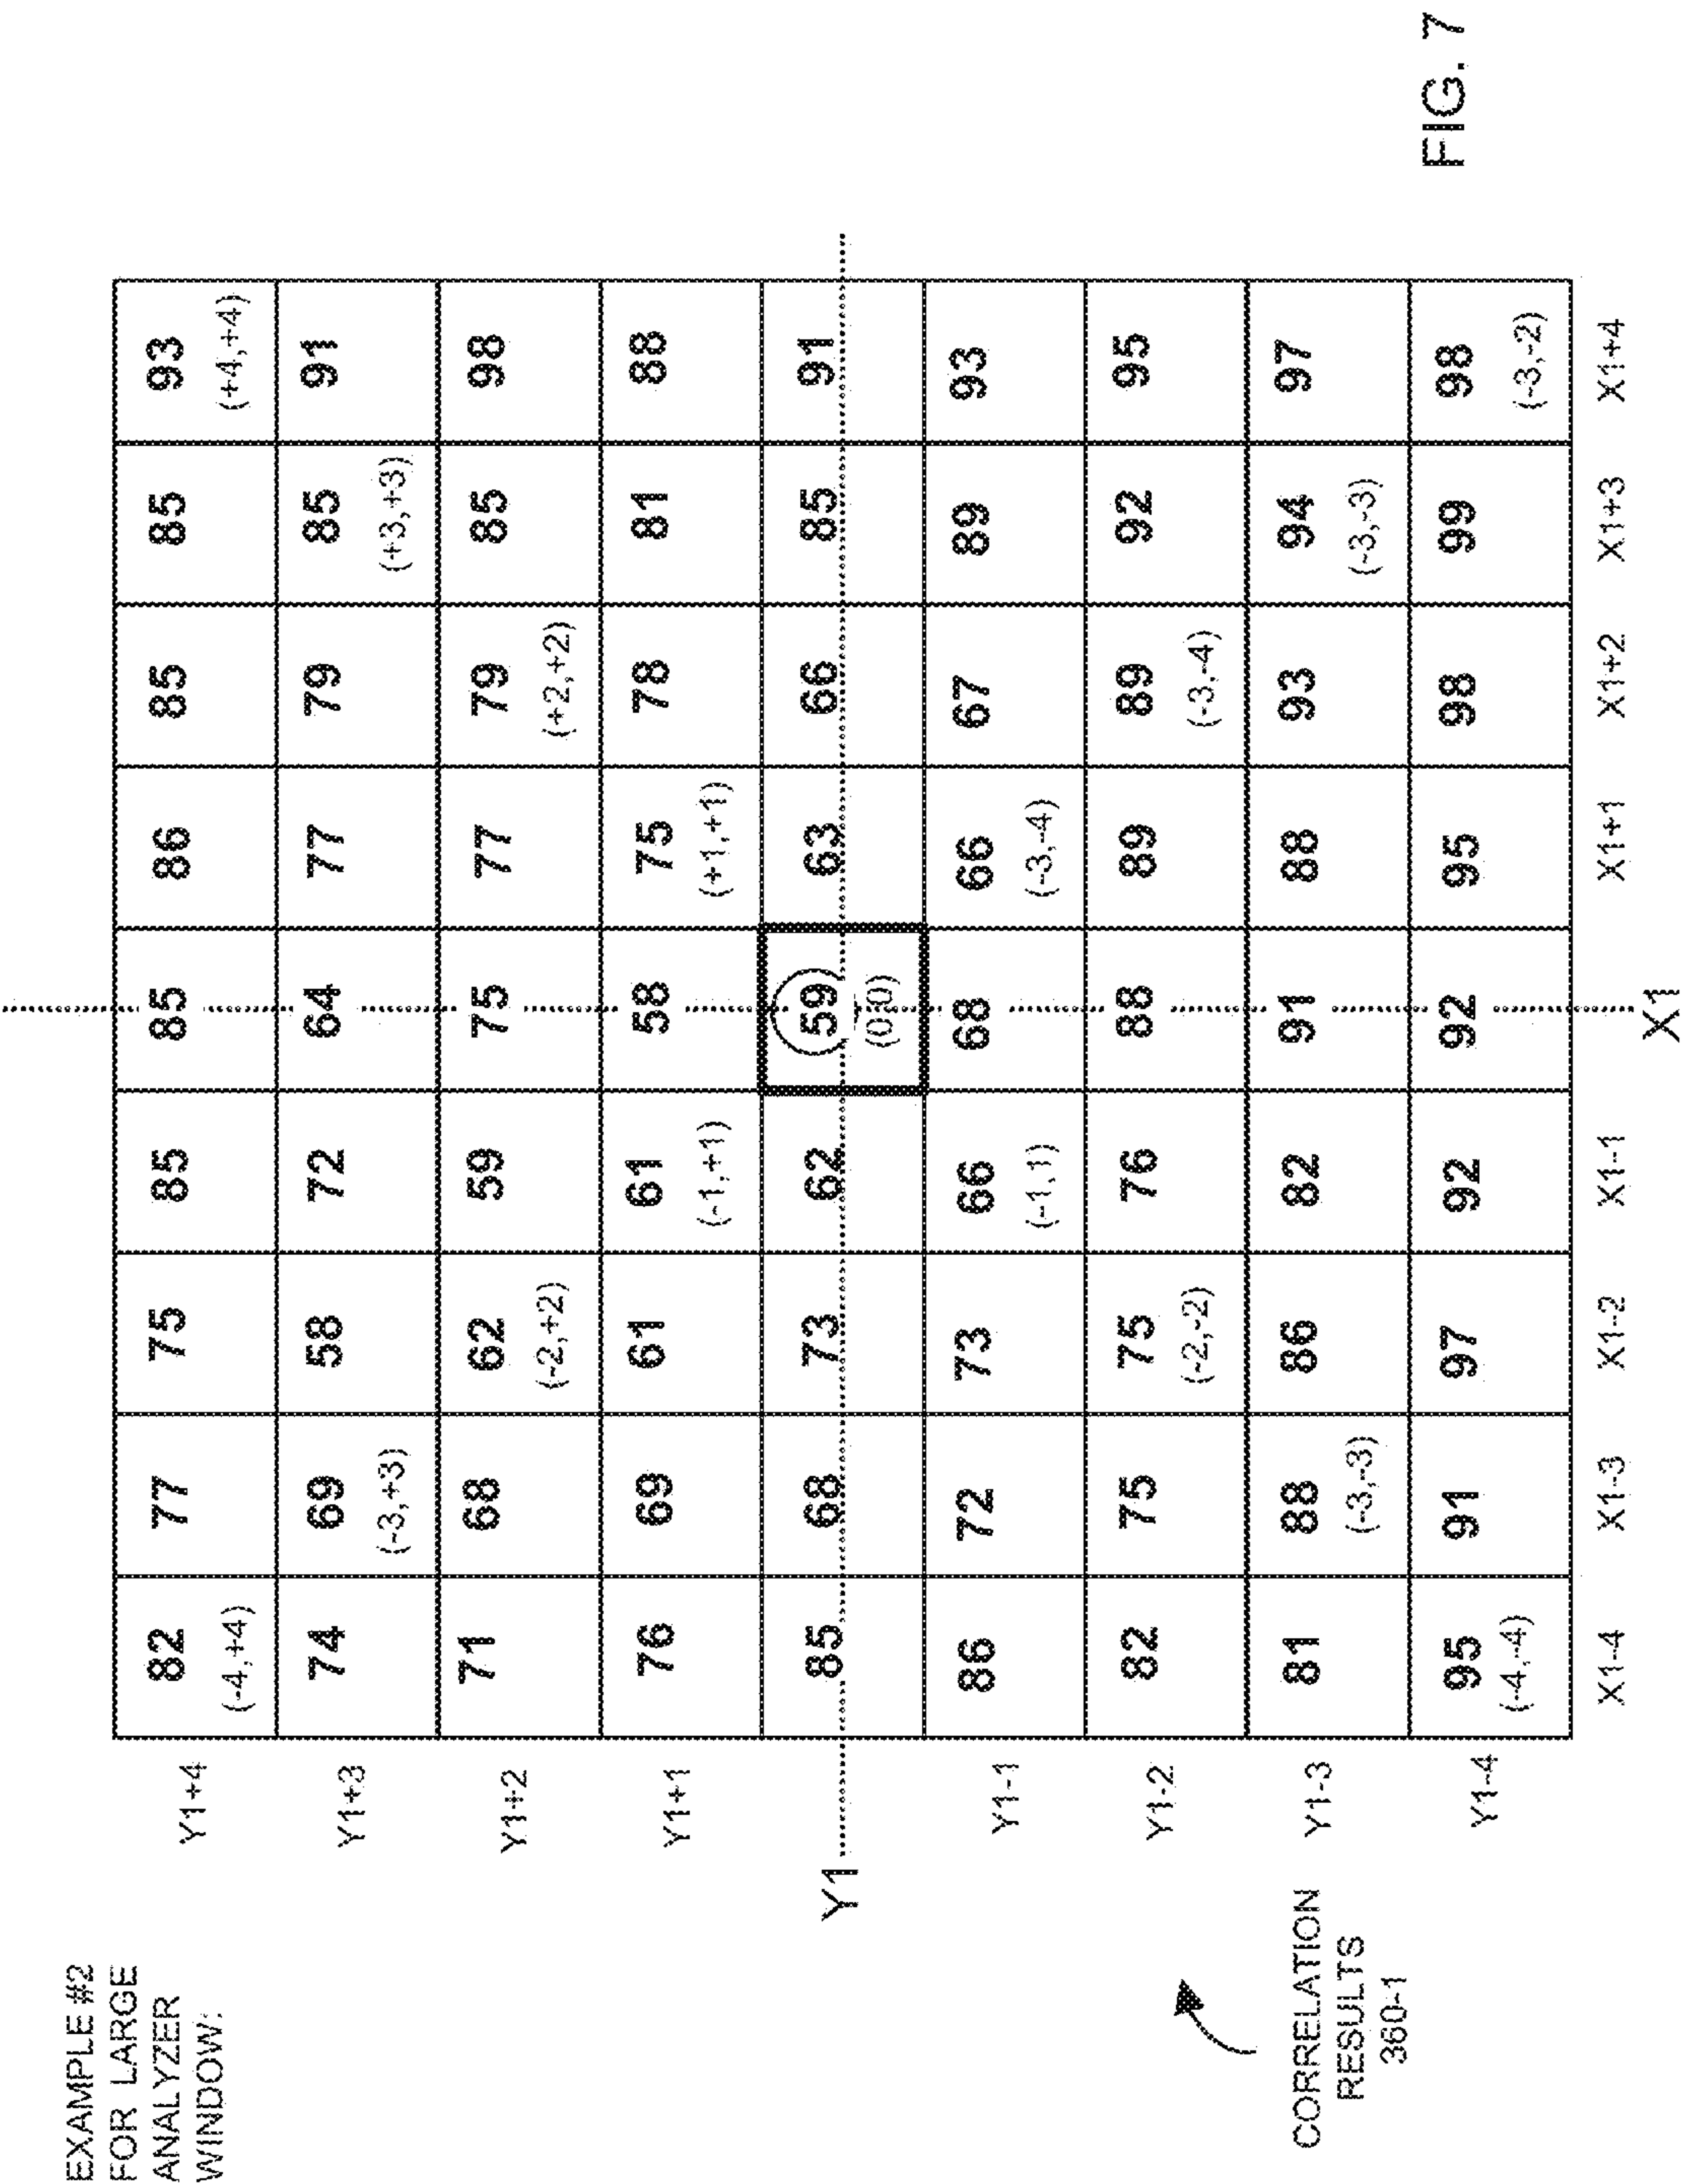 EXAMPLE #2
FOR LARGE
ANALYZER
WINDOW:
Y1+4 82 77 75 85 85 86 85 85 93
(-4,+4) (+4,+4)
Y1+3 74 69 58 72 64 77 79 85 91
(-3,+3) (+3,+3)
Y1+2 71 68 62 59 75 77 79 85 98
(-2,+2) (+2,+2)
Y1+1 76 69 61 61 58 75 78 81 88
(-1,+1) (+1,+1)
Y1 85 68 73 62 59 63 66 85 91
(0,0)
Y1-1 86 72 73 66 68 66 67 89 93
(-1,1) (-3,-4)
Y1-2 82 75 75 76 88 89 89 92 95
(-2,-2) (-3,-4)
Y1-3 81 88 86 82 91 88 93 94 97
(-3,-3) (-3,-3)
Y1-4 95 91 97 92 92 95 98 99 98
(-4,-4) (-3,-2)
X1-4 X1-3 X1-2 X1-1 X1 X1+1 X1+2 X1+3 X1+4
CORRELATION
RESULTS
360-1
FIG. 7